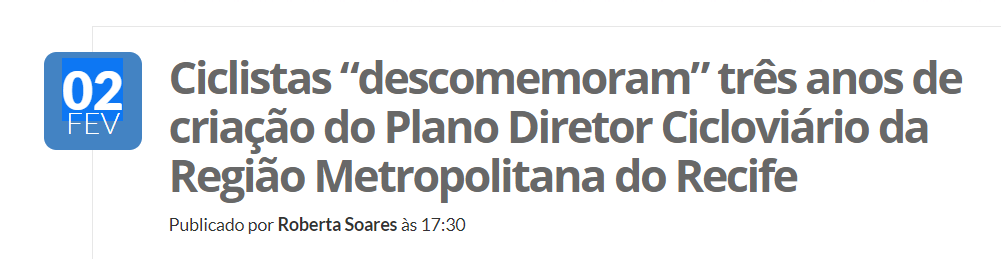 02
FEV
Ciclistas “descomemoram” três anos de
criação do Plano Diretor Cicloviário da
Região Metropolitana do Recife
Publicado por Roberta Soares às 17:30